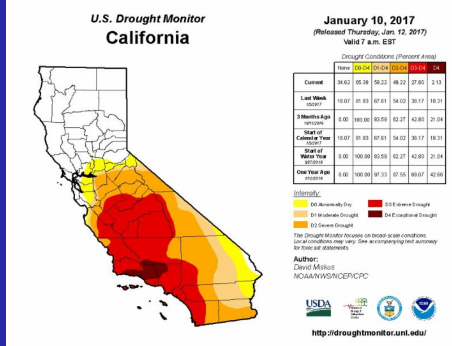 U.S. Drought Monitor
California
January 10, 2017
(Released Thursday, Jan. 12, 2017)
Valid 7 a.m. EST
Drought Conditions (Percent Area)
None D0-D4 D1-D4 D2-D4 D3-D4 D4
Current 34.62 65.38 58.22 49.22 27.80 2.13
Last Week 18.07 81.93 67.61 54.02 30.17 18.31
3 Months Ago 0.00 100.00 83.59 62.27 42.80 21.04
Start of
Calendar Year 18.07 81.93 67.61 54.02 30.17 18.31
Start of
Water Year 0.00 100.00 83.59 62.27 42.80 21.04
One Year Ago 0.00 100.00 97.33 87.55 69.07 42.66
Intensity:
D0 Abnormally Dry D3 Extreme Drought
D1 Moderate Drought D4 Exceptional Drought
D2 Severe Drought
The Drought Monitor focuses on broad-scale conditions.
Local conditions may vary. See accompanying text summary
for forecast statements.
Author:
David Miskus
NOAA/NWS/NCEP/CPC
USDA
http://droughtmonitor.unl.edu/